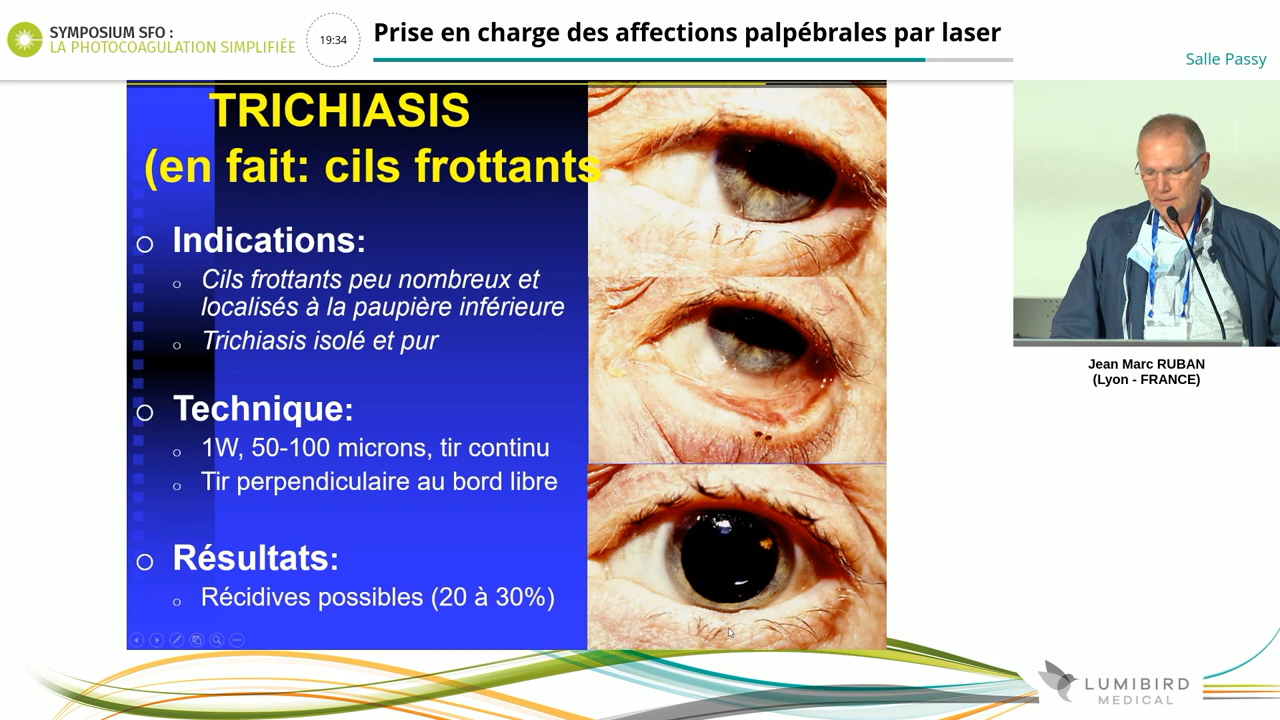 SYMPOSIUM SFO :
LA PHOTOCOAGULATION SIMPLIFIÉE
19:34
Prise en charge des affections palpébrales par laser
Salle Passy
TRICHIASIS
(en fait: cils frottants
Indications:
Cils frottants peu nombreux et
localisés à la paupière inférieure
Trichiasis isolé et pur
Technique:
1W, 50-100 microns, tir continu
Tir perpendiculaire au bord libre
Résultats:
Récidives possibles (20 à 30%)
Jean Marc RUBAN
(Lyon - FRANCE)
LUMIBIRD
MEDICAL